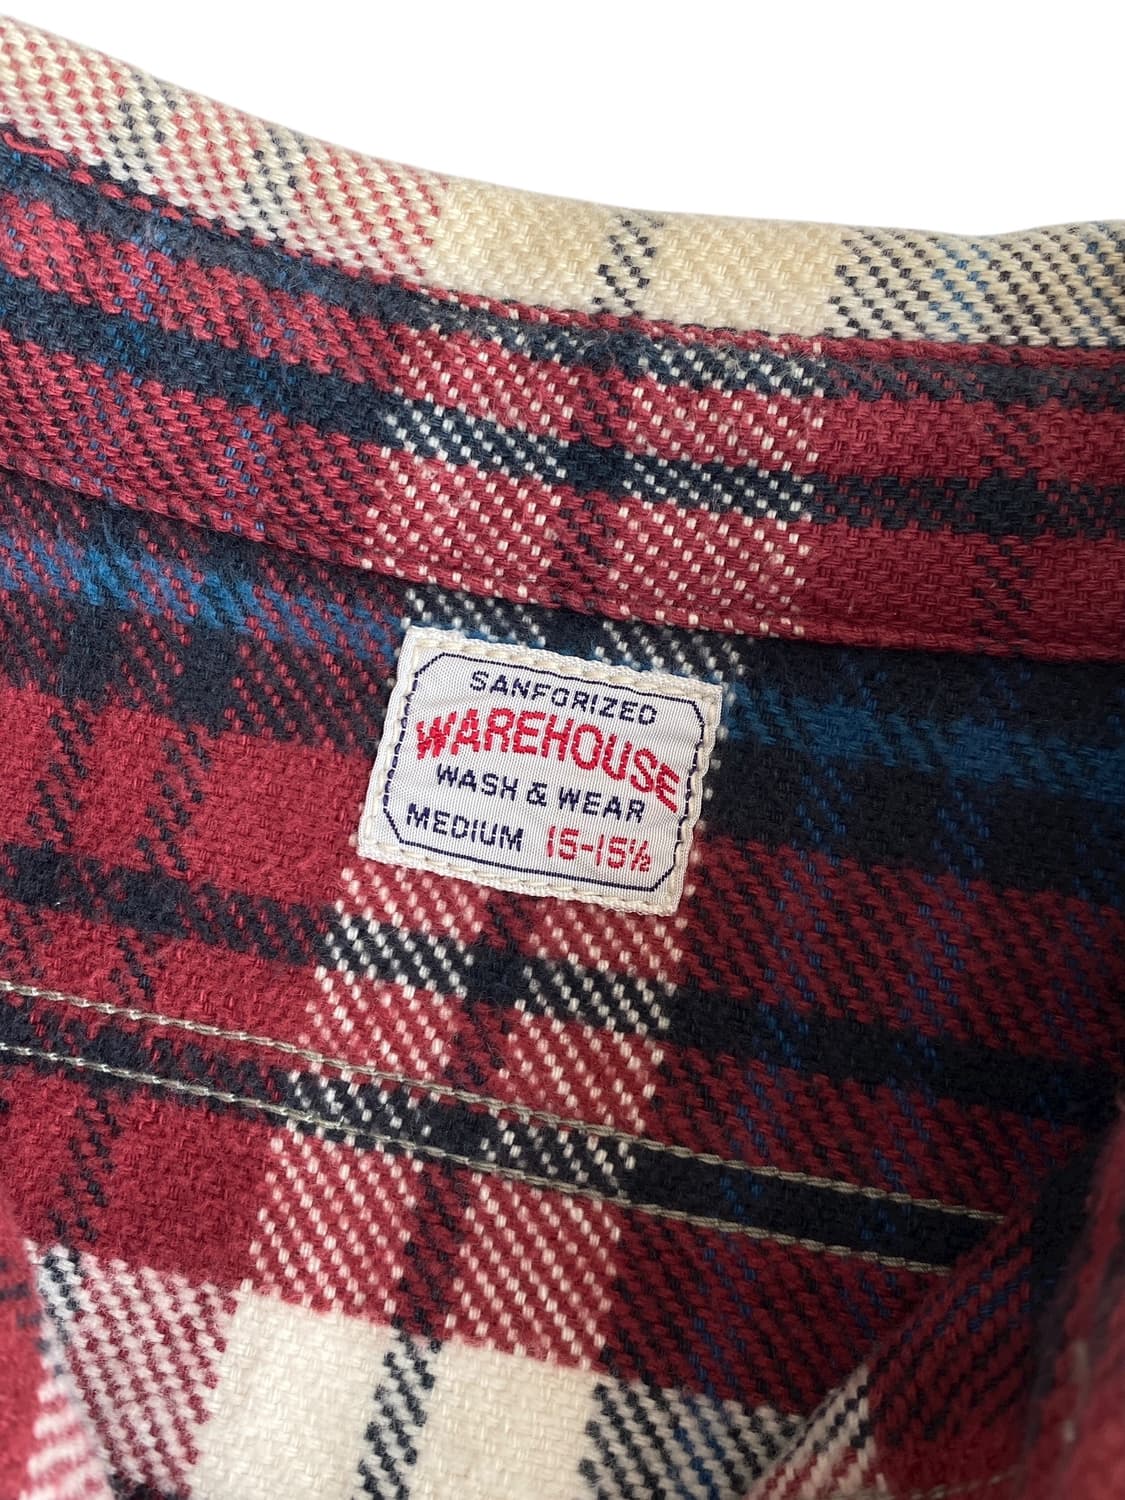 SANFORIZED
WAREHOUSE
WASH & WEAR
MEDIUM 15-15½